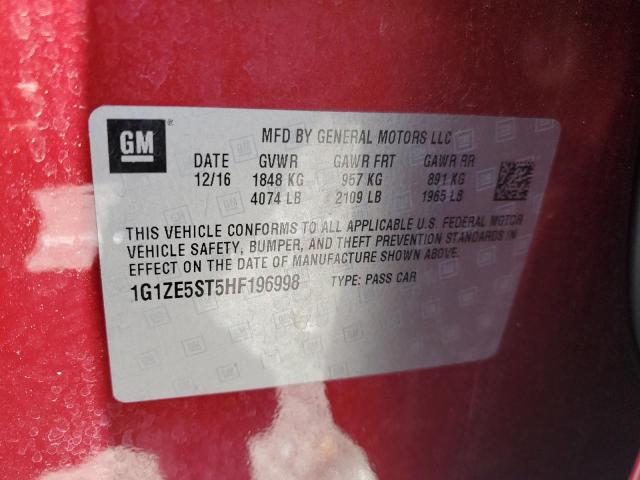 GM®
MFD BY GENERAL MOTORS LLC
DATE GVWR GAWR FRT GAWR RR
12/16 1848 KG 957 KG 891 KG
4074 LB 2109 LB 1965 LB
THIS VEHICLE CONFORMS TO ALL APPLICABLE U.S. FEDERAL MOTOR
VEHICLE SAFETY, BUMPER, AND THEFT PREVENTION STANDARDS IN
EFFECT ON THE DATE OF MANUFACTURE SHOWN ABOVE.
1G1ZE5ST5HF196998 TYPE: PASS CAR